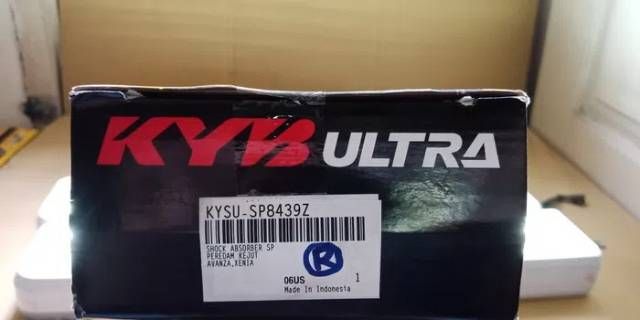 KYB ULTRA
KYSU-SP8439Z
SHOCK ABSORBER SP
PEREDAM KEJUT
AVANZA,XENIA
R
06US 1
Made In Indonesia